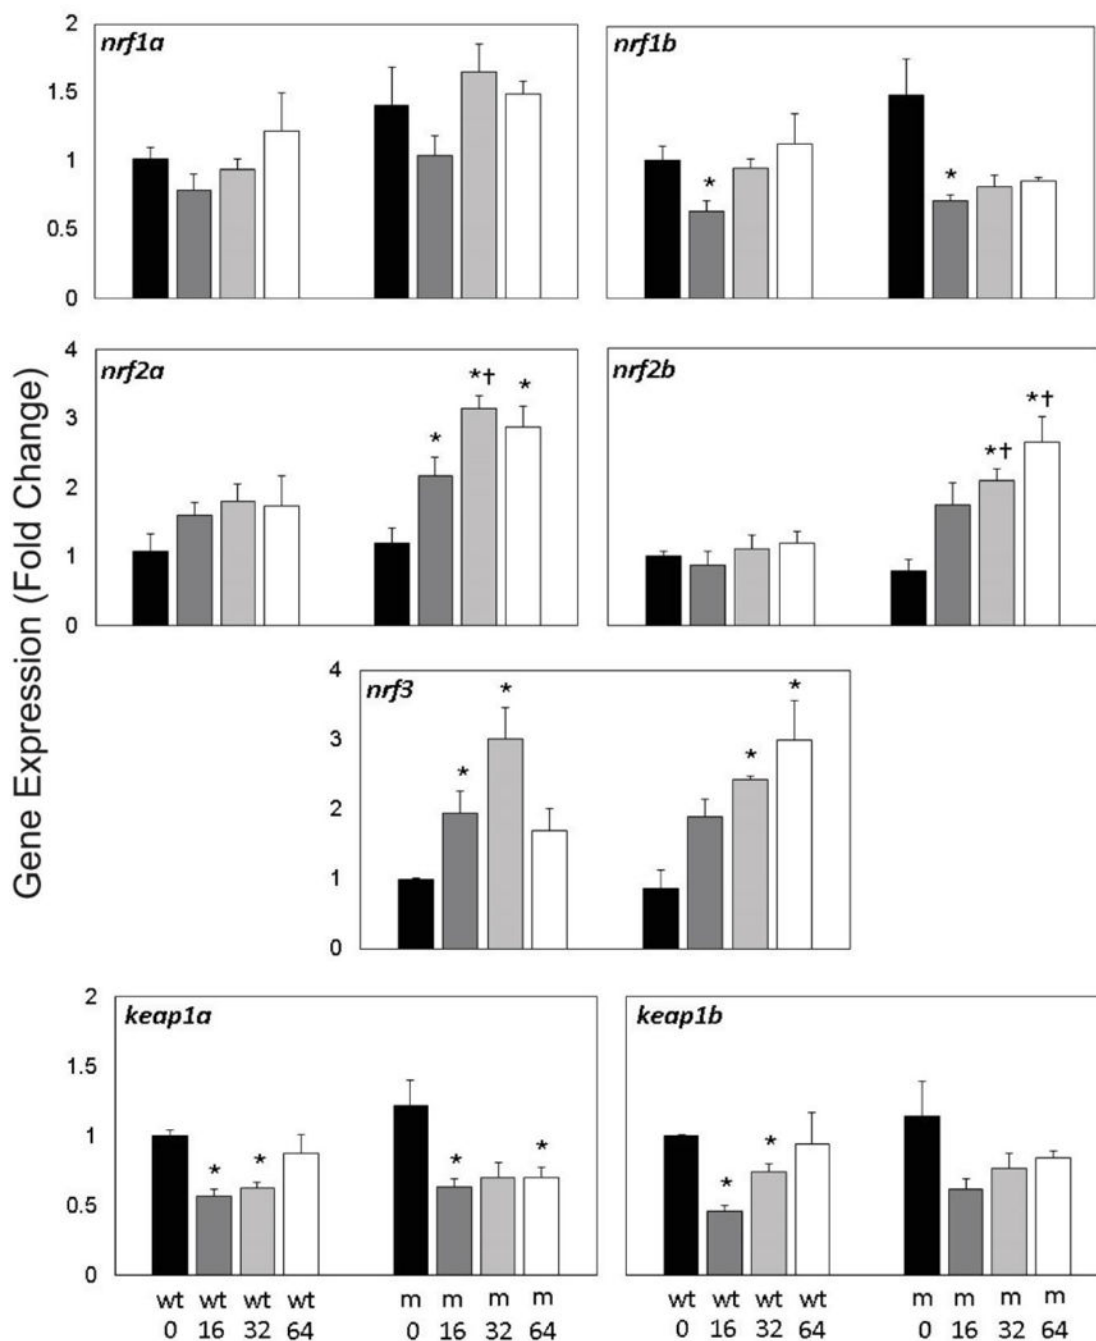 Gene Expression (Fold Change)
nrf1a
2
1.5
1
0.5
0
* *
nrf1b
nrf2a
4
3
2
1
0
* *† *
nrf2b
*† *†
nrf3
4
3
2
1
0
* * * *
keap1a
2
1.5
1
0.5
0
* * * *
keap1b
* *
wt wt wt wt m m m m wt wt wt wt m m m m
0 16 32 64 0 16 32 64 0 16 32 64 0 16 32 64